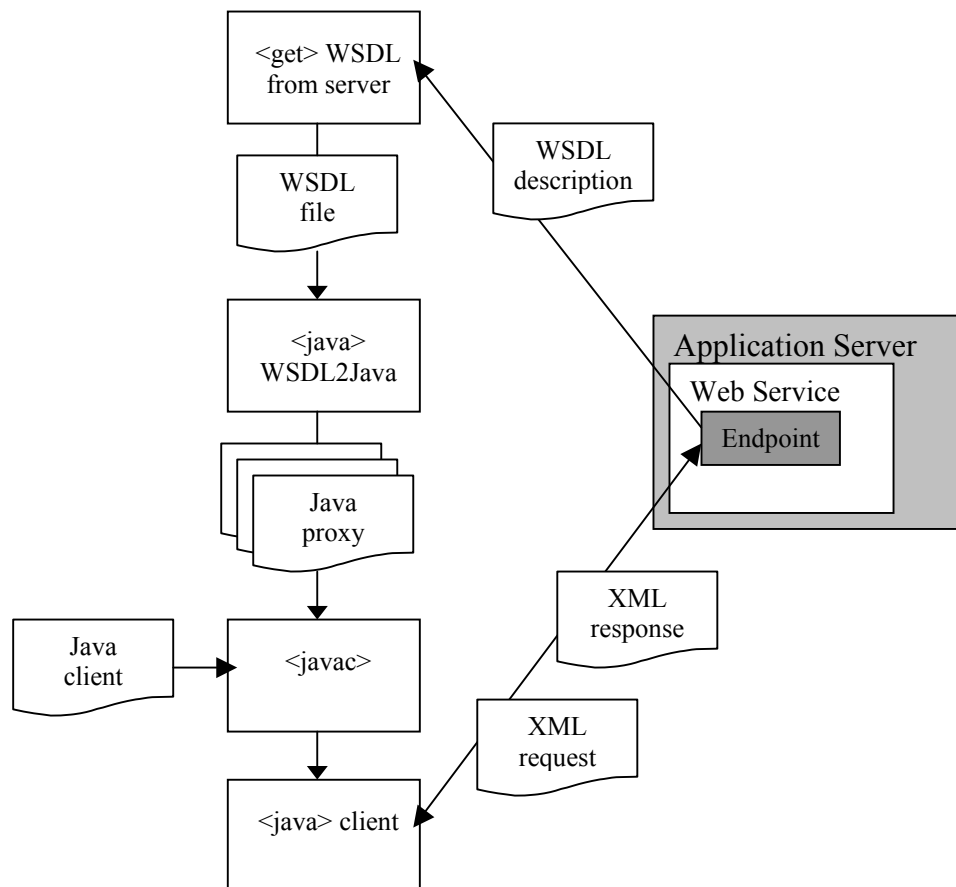 <get> WSDL
from server
WSDL
file
WSDL
description
<java>
WSDL2Java
Application Server
Web Service
Endpoint
Java
proxy
XML
response
Java
client
<javac>
XML
request
<java> client